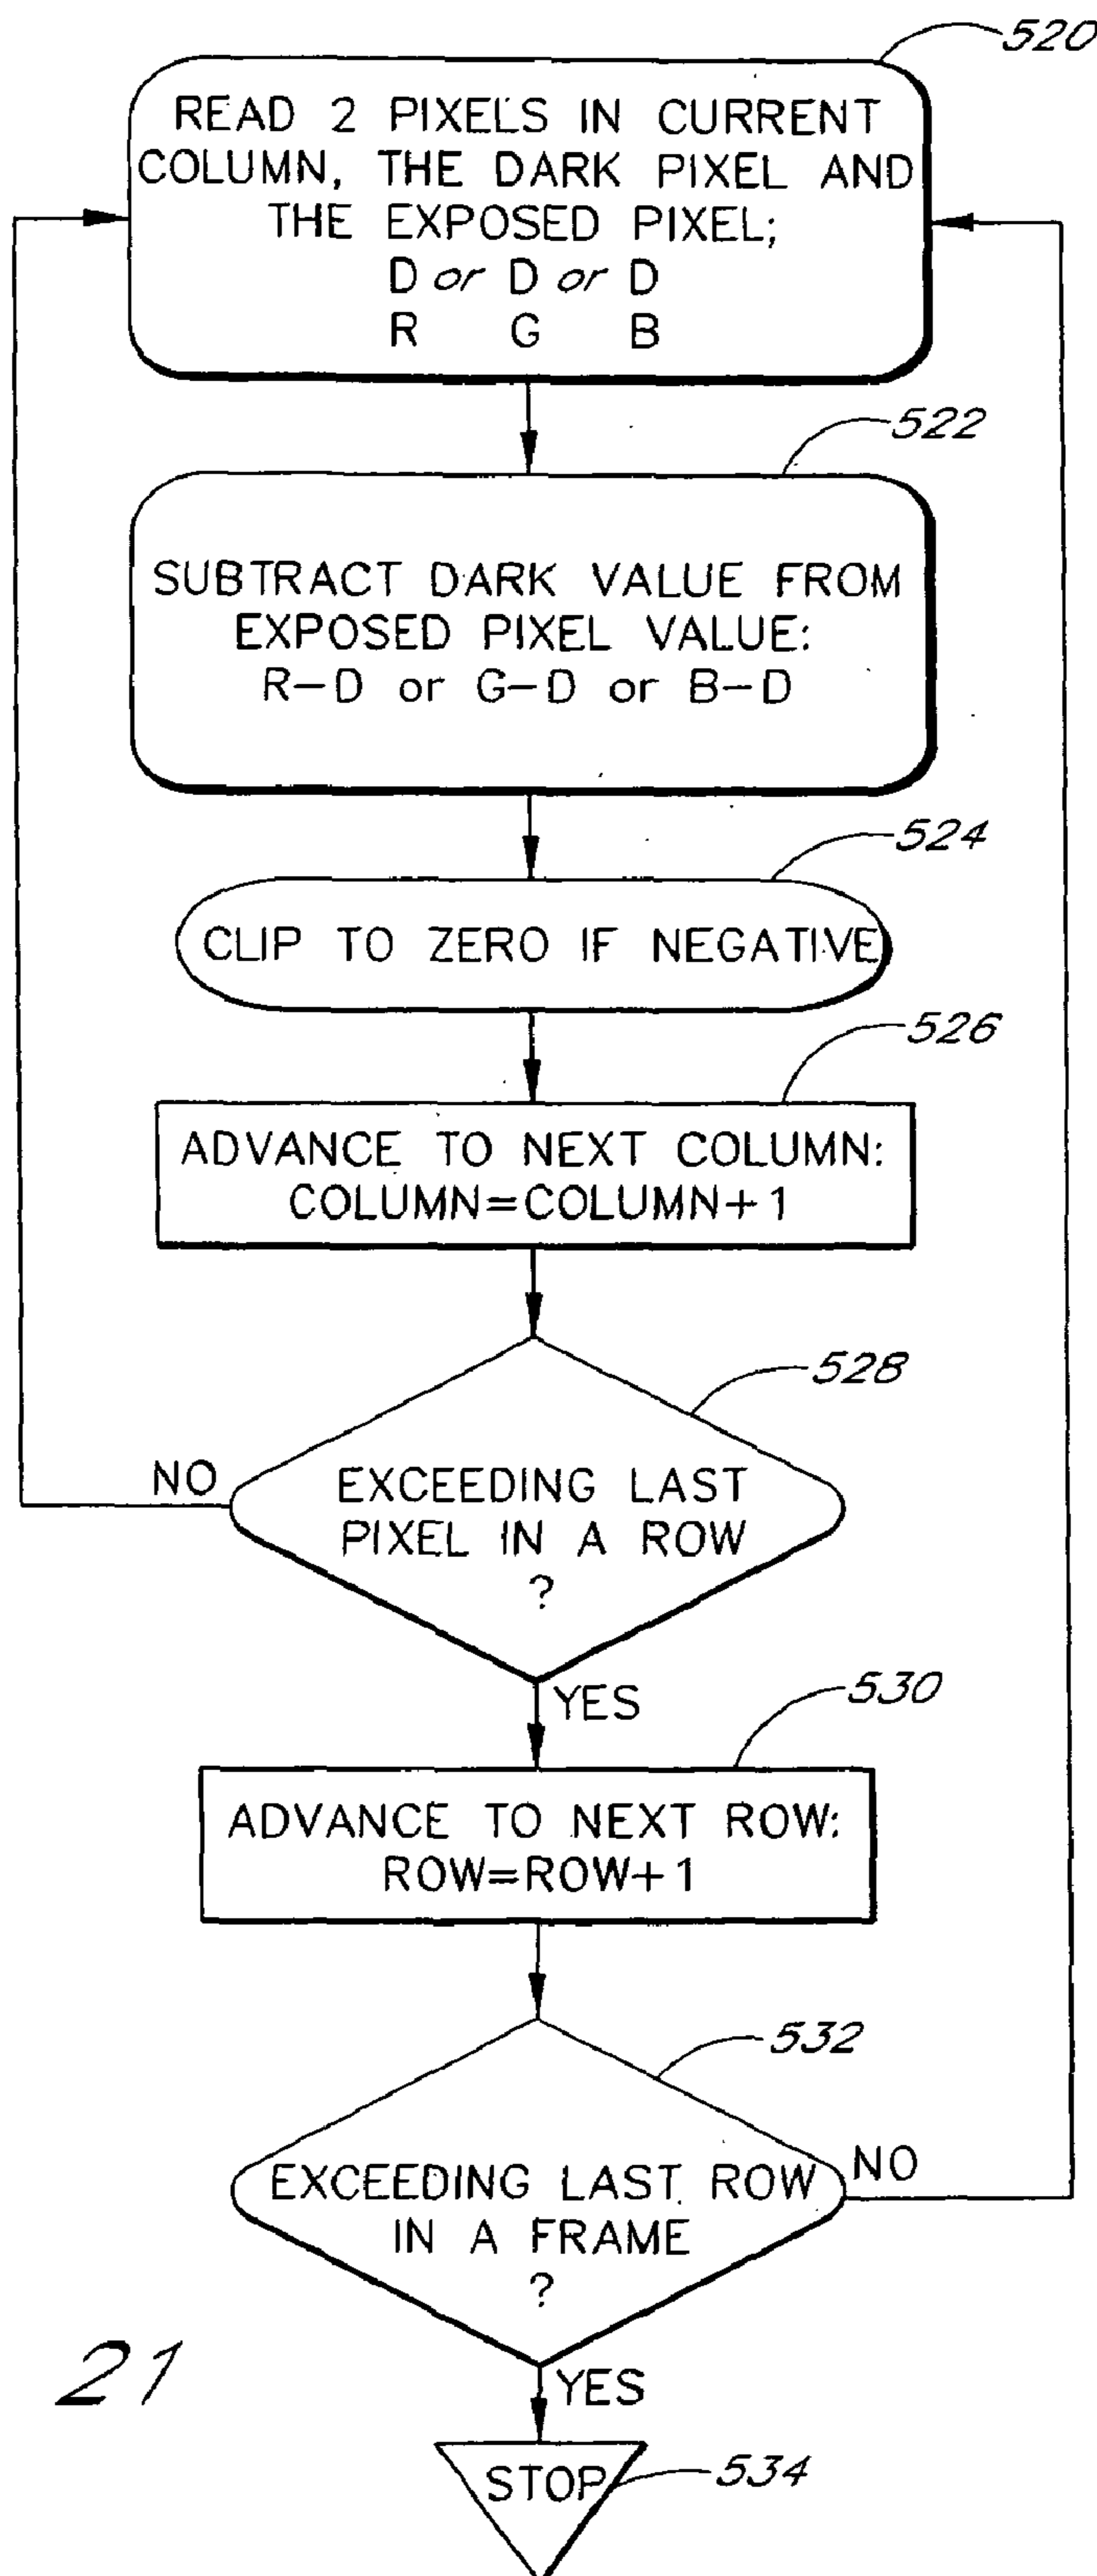 520
READ 2 PIXELS IN CURRENT
COLUMN, THE DARK PIXEL AND
THE EXPOSED PIXEL;
D or D or D
R G B
522
SUBTRACT DARK VALUE FROM
EXPOSED PIXEL VALUE:
R-D or G-D or B-D
524
CLIP TO ZERO IF NEGATIVE
526
ADVANCE TO NEXT COLUMN:
COLUMN=COLUMN+1
528
NO
EXCEEDING LAST
PIXEL IN A ROW
?
YES
530
ADVANCE TO NEXT ROW:
ROW=ROW+1
532
NO
EXCEEDING LAST ROW
IN A FRAME
?
21
YES
STOP
534